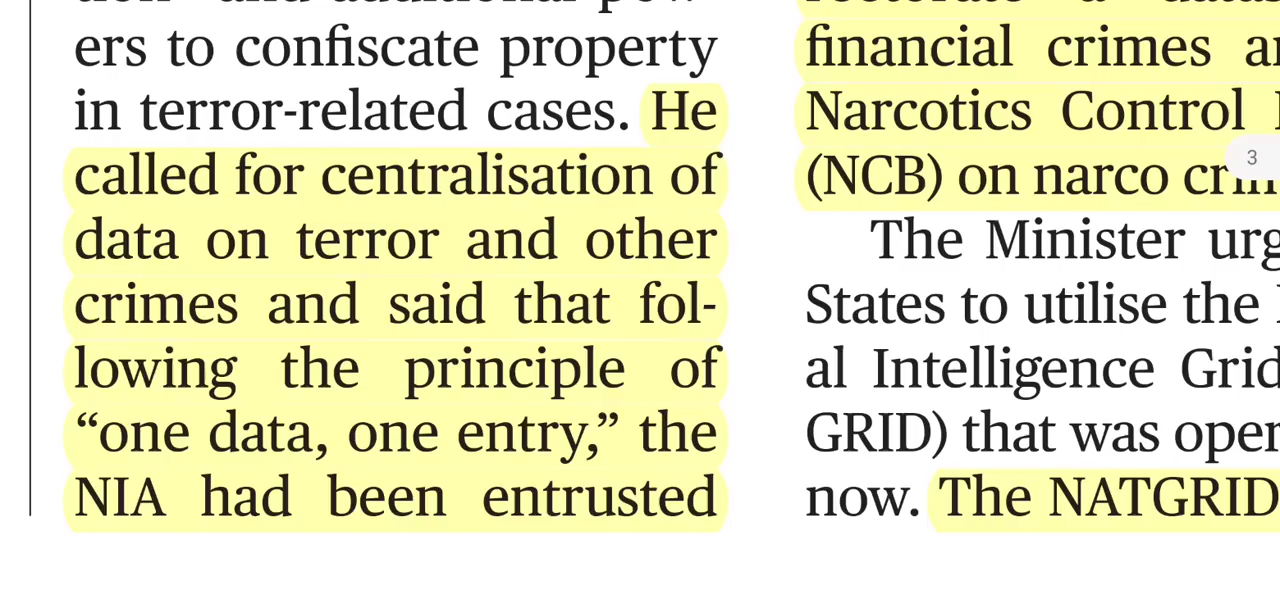 ers to confiscate property
in terror-related cases. He
called for centralisation of
data on terror and other
crimes and said that fol-
lowing the principle of
“one data, one entry,” the
NIA had been entrusted
financial crimes
Narcotics Control
(NCB) on narco
The Minister
States to utilise the
al Intelligence
GRID) that was
now. The NATGRID
3